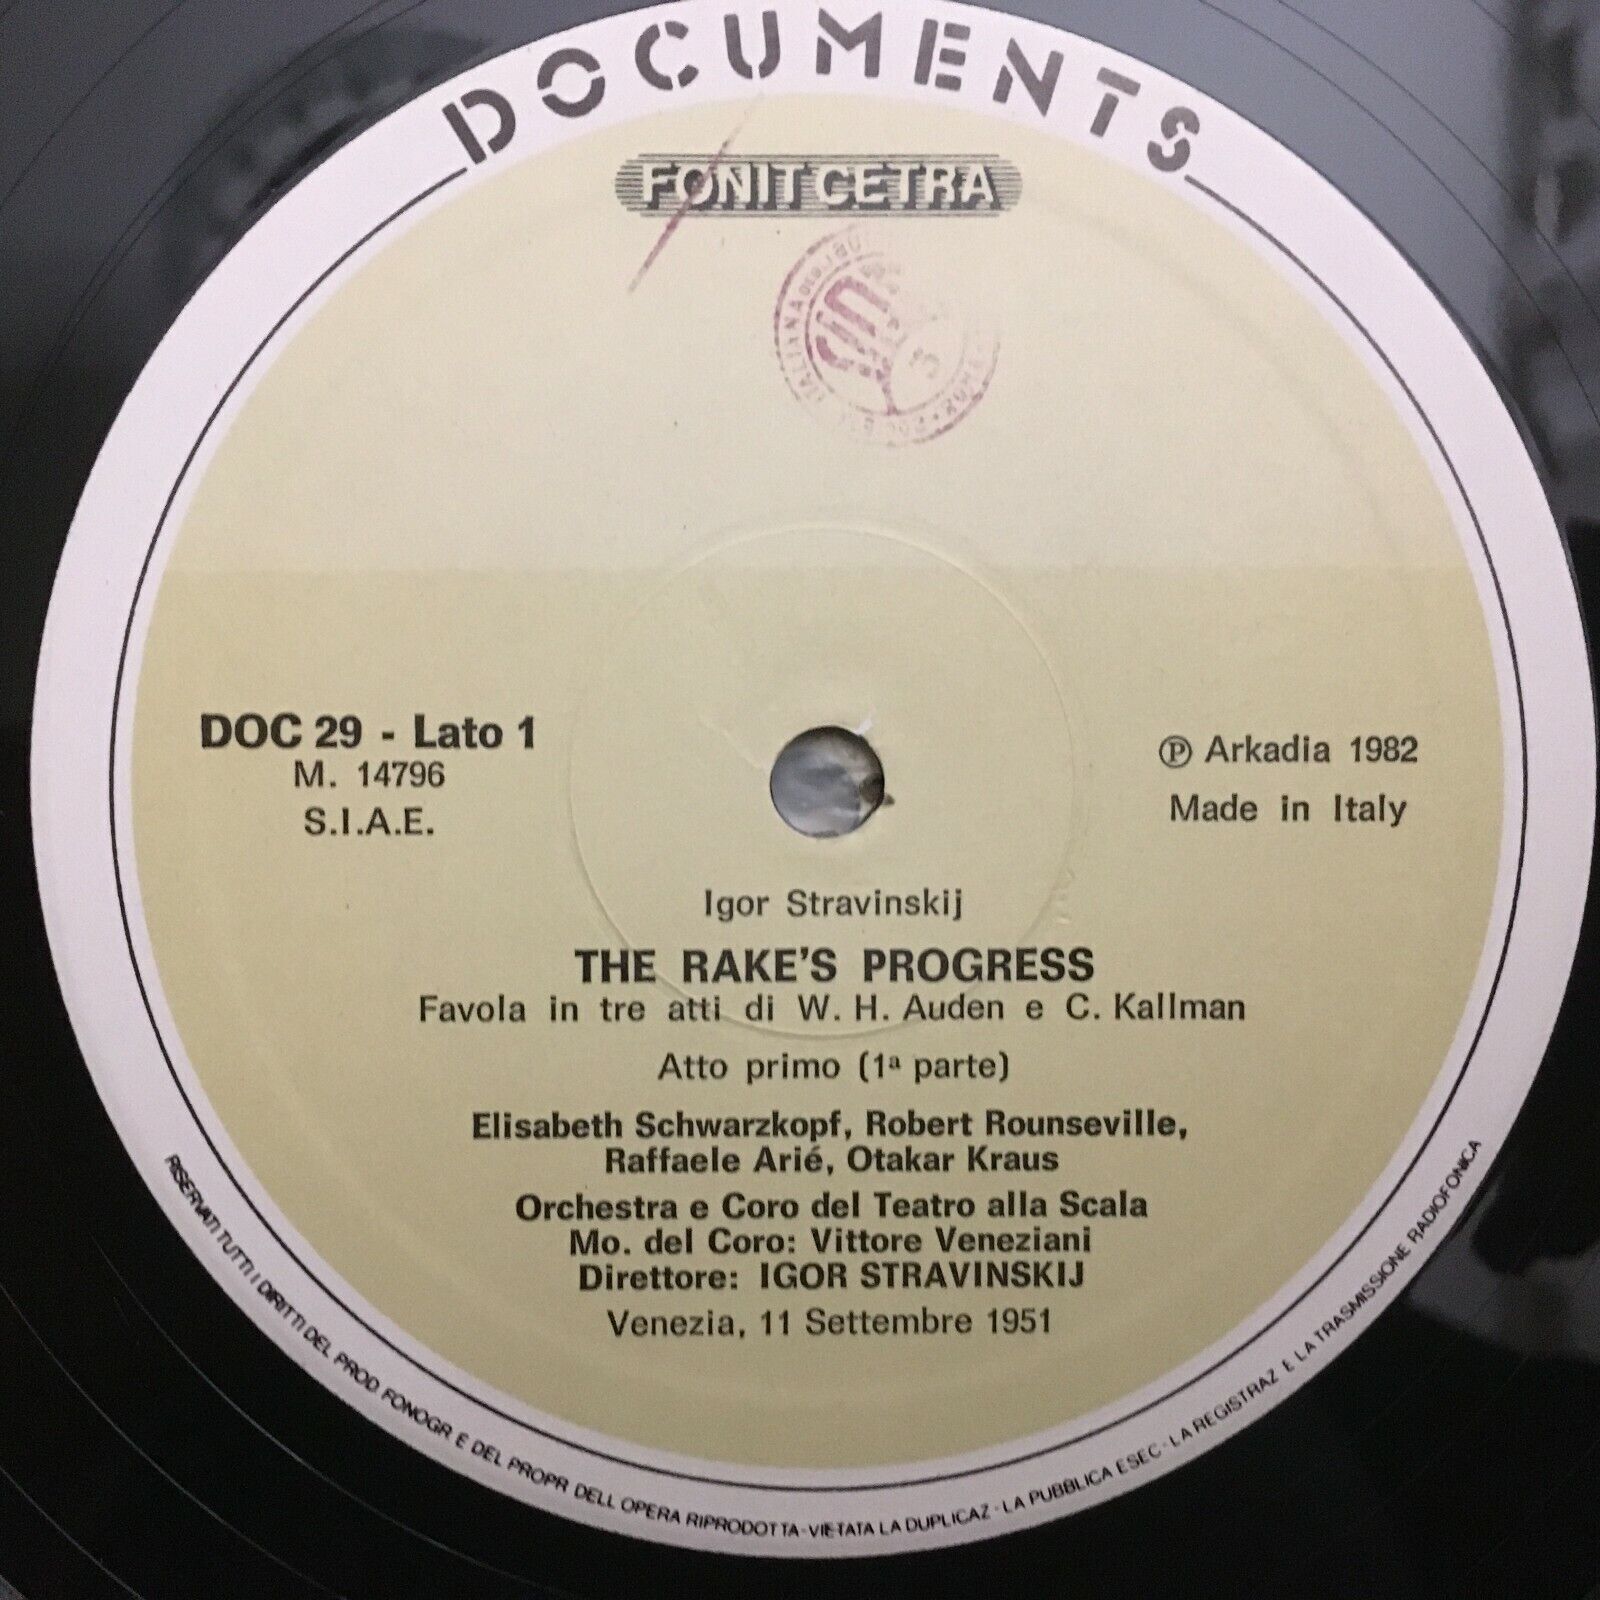 DOCUMENTS
FONIT CETRA
DOC 29 - Lato 1
M. 14796
S.I.A.E.
℗ Arkadia 1982
Made in Italy
Igor Stravinskij
THE RAKE'S PROGRESS
Favola in tre atti di W. H. Auden e C. Kallman
Atto primo (1ª parte)
Elisabeth Schwarzkopf, Robert Rounseville,
Raffaele Arié, Otakar Kraus
Orchestra e Coro del Teatro alla Scala
Mo. del Coro: Vittore Veneziani
Direttore: IGOR STRAVINSKIJ
Venezia, 11 Settembre 1951
RISERVATI TUTTI I DIRITTI DEL PROD. FONOGR. E DEL PROPR. DELL'OPERA RIPRODOTTA - VIETATA LA DUPLICAZ. - LA PUBBLICA ESEC. - LA REGISTRAZ. E LA TRASMISSIONE RADIOFONICA